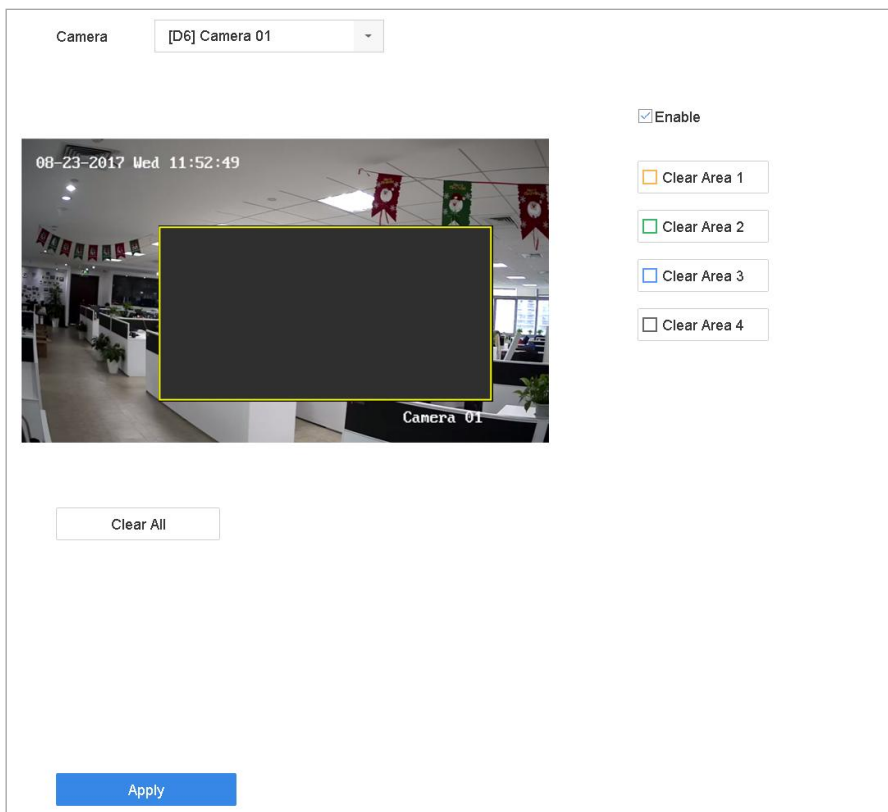 Camera
[D6] Camera 01
Enable
08-23-2017 Wed 11:52:49
Clear Area 1
Clear Area 2
Clear Area 3
Clear Area 4
Camera 01
Clear All
Apply